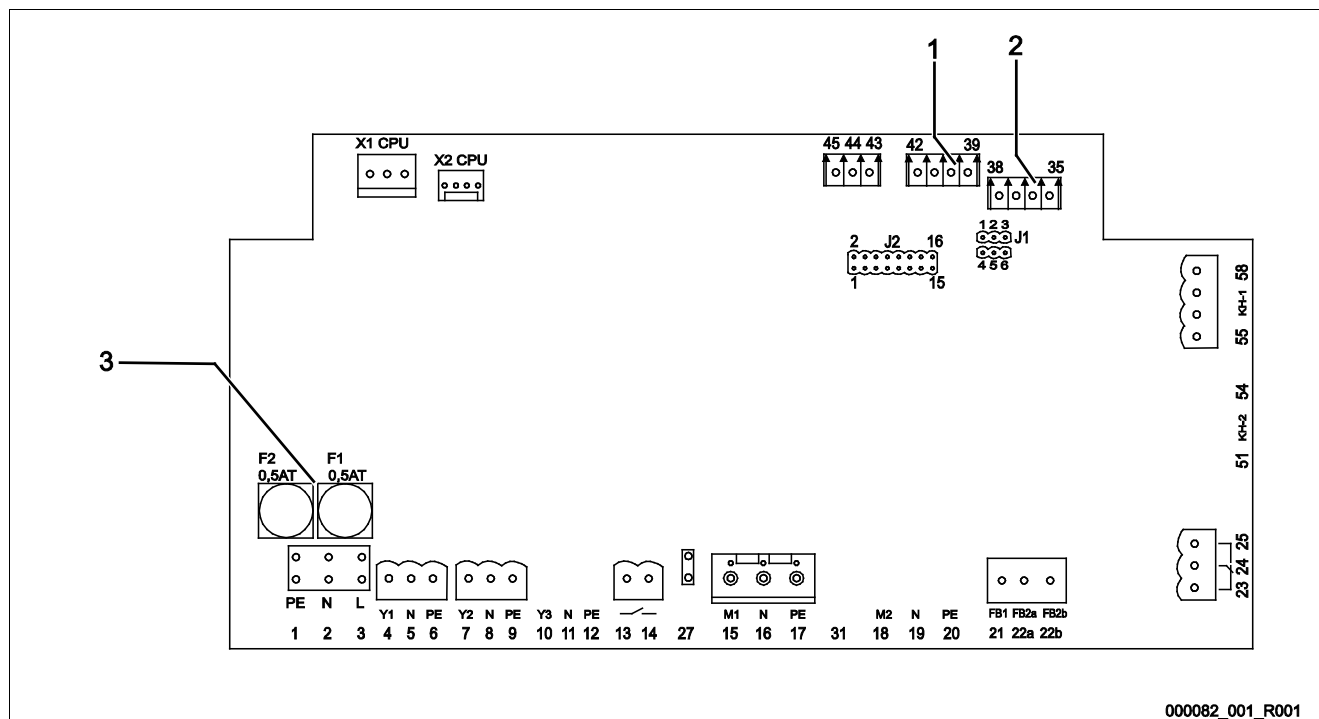 1
2
X1 CPU
X2 CPU
45 44 43
42
39
38
35
1 2 3
J1
4 5 6
2
J2
16
1
15
58
KH-1
55
54
KH-2
51
3
F2
0,5AT
F1
0,5AT
25
24
23
PE N L
Y1 N PE
Y2 N PE
Y3 N PE
M1 N PE
M2 N PE
FB1 FB2a FB2b
1 2 3 4 5 6 7 8 9 10 11 12 13 14 27 15 16 17 31 18 19 20 21 22a 22b
000082_001_R001